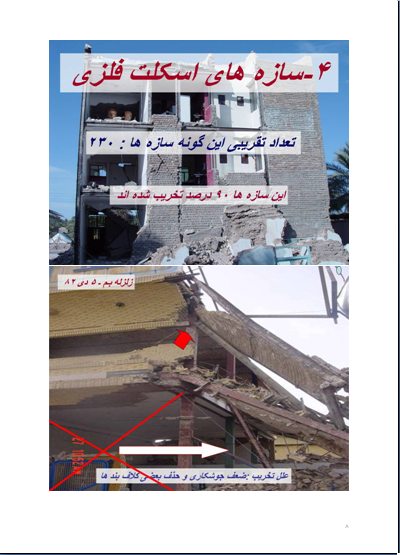 ۴-سازه های اسکلت فلزی
تعداد تقریبی این گونه سازه ها : ۲۳۰
این سازه ها ۹۰ درصد تخریب شده اند
زلزله بم - ۵ دی ۸۲
علل تخریب :ضعف جوشکاری و حذف بعضی کلاف بند ها
۸